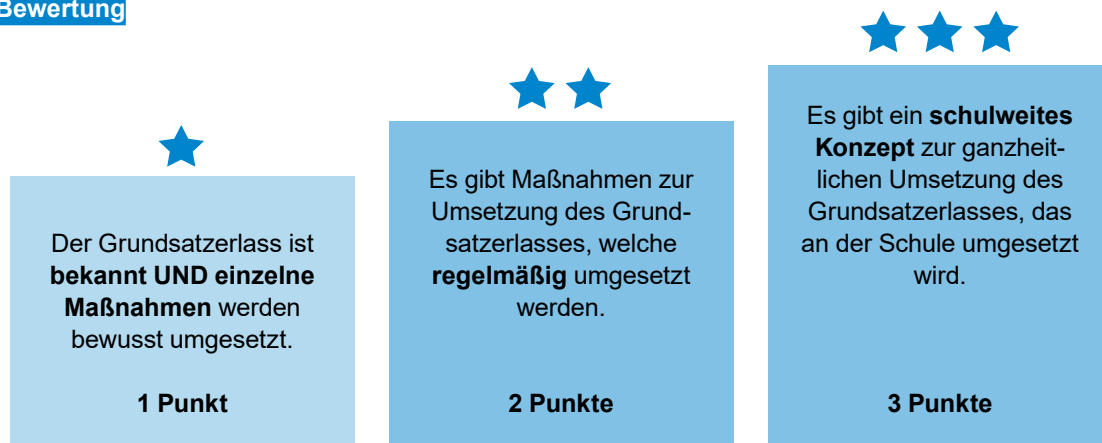 Bewertung
Der Grundsatzerlass ist
bekannt UND einzelne
Maßnahmen werden
bewusst umgesetzt.
1 Punkt
Es gibt Maßnahmen zur
Umsetzung des Grund-
satzerlasses, welche
regelmäßig umgesetzt
werden.
2 Punkte
Es gibt ein schulweites
Konzept zur ganzheit-
lichen Umsetzung des
Grundsatzerlasses, das
an der Schule umgesetzt
wird.
3 Punkte